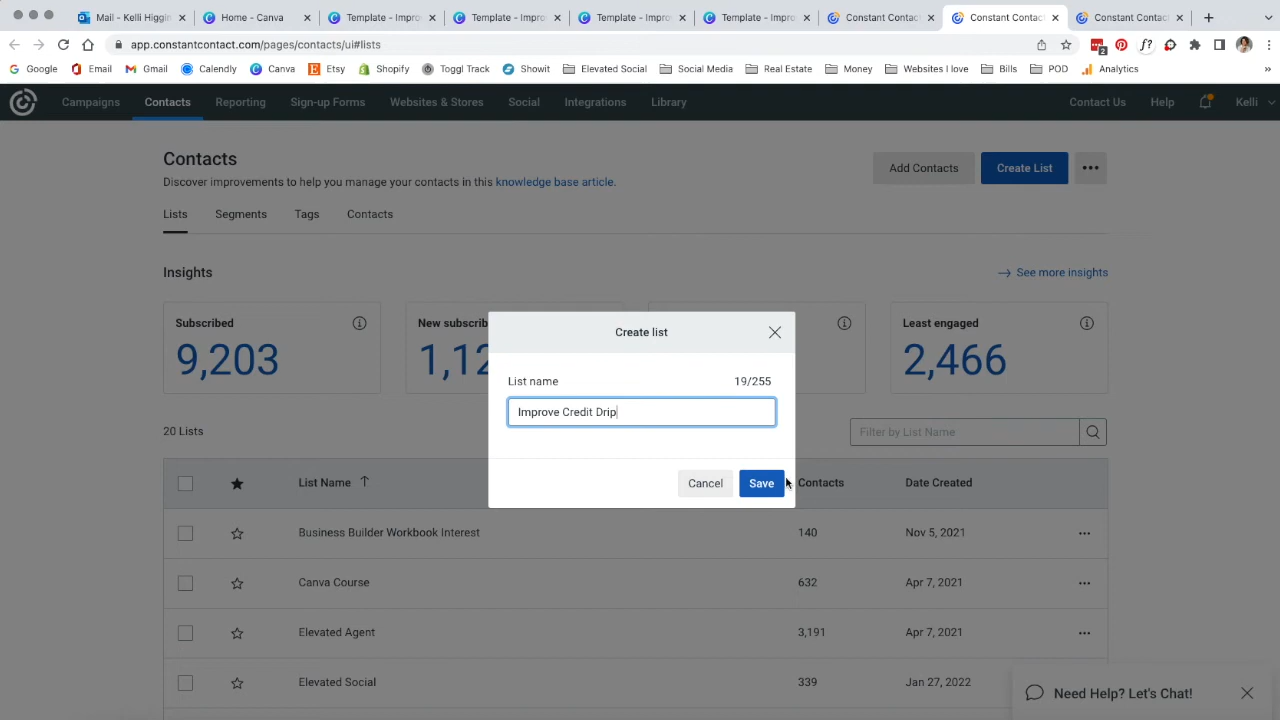 Mail – Kelli Higgin
Home - Canva
Template - Impro
Template - Improv
Template - Improv
Template - Impro
Constant Contac
Constant Contac
Constant Contac
app.constantcontact.com/pages/contacts/ui#lists
2
f?
Google
Email
Gmail
Calendly
Canva
Etsy
Shopify
Toggl Track
Showit
Elevated Social
Social Media
Real Estate
Money
Websites I love
Bills
POD
Analytics
»
Campaigns
Contacts
Reporting
Sign-up Forms
Websites & Stores
Social
Integrations
Library
Contact Us
Help
Kelli
Contacts
Discover improvements to help you manage your contacts in this knowledge base article.
Add Contacts
Create List
Lists
Segments
Tags
Contacts
Insights
See more insights
Subscribed
9,203
New subscrib
1,12
Least engaged
2,466
Create list
List name
19/255
Improve Credit Drip
Cancel
Save
20 Lists
Filter by List Name
List Name
Contacts
Date Created
Business Builder Workbook Interest
140
Nov 5, 2021
Canva Course
632
Apr 7, 2021
Elevated Agent
3,191
Apr 7, 2021
Elevated Social
339
Jan 27, 2022
Need Help? Let's Chat!